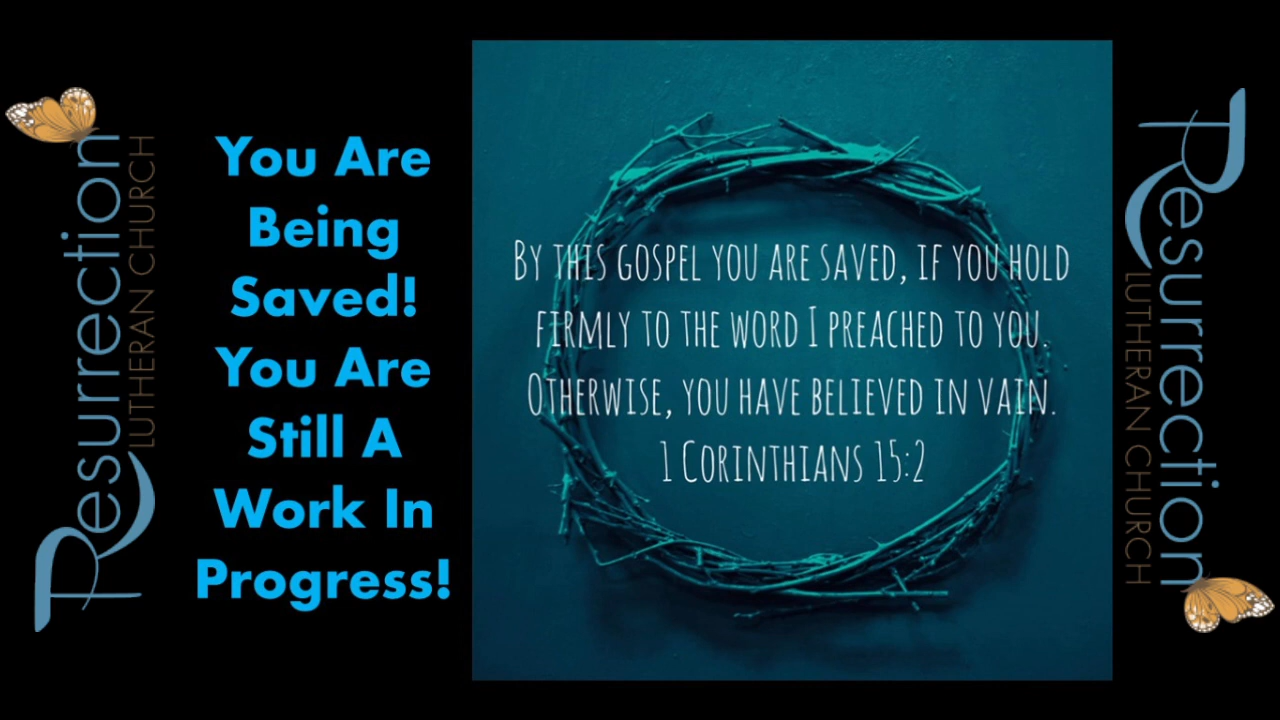 Resurrection
LUTHERAN CHURCH
You Are
Being
Saved!
You Are
Still A
Work In
Progress!
BY THIS GOSPEL YOU ARE SAVED, IF YOU HOLD
FIRMLY TO THE WORD I PREACHED TO YOU.
OTHERWISE, YOU HAVE BELIEVED IN VAIN.
1 CORINTHIANS 15:2
Resurrection
LUTHERAN CHURCH